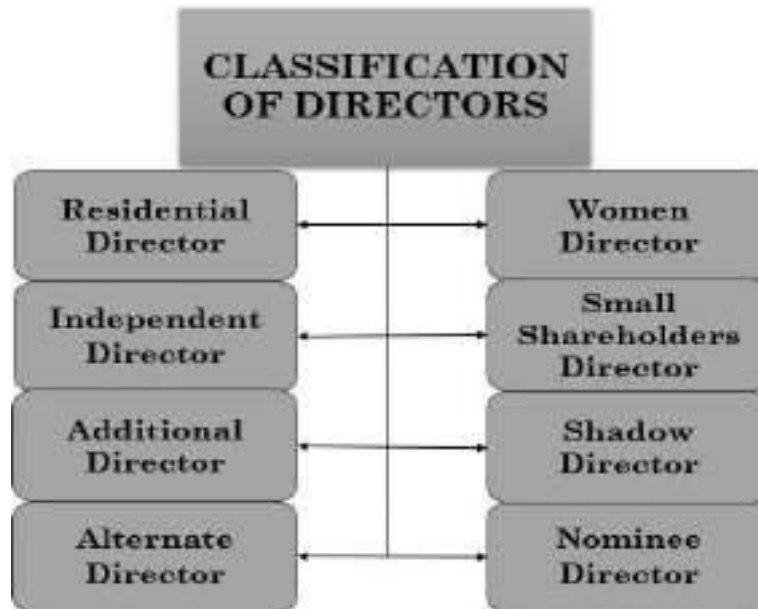 CLASSIFICATION
OF DIRECTORS
Residential
Director
Women
Director
Independent
Director
Small
Shareholders
Director
Additional
Director
Shadow
Director
Alternate
Director
Nominee
Director